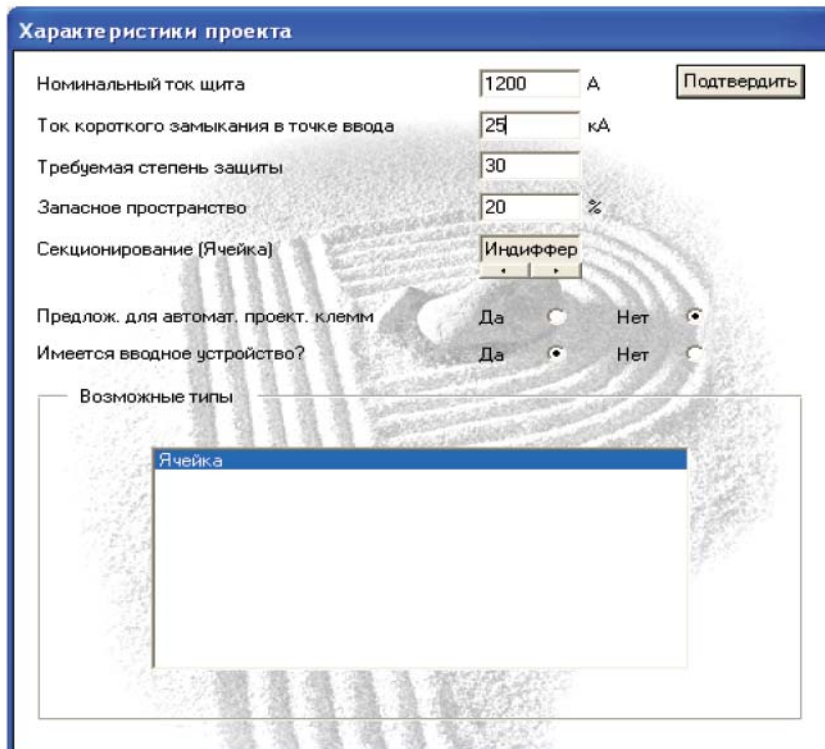 Характеристики проекта
Номинальный ток щита 1200 А Подтвердить
Ток короткого замыкания в точке ввода 25 кА
Требуемая степень защиты 30
Запасное пространство 20 %
Секционирование (Ячейка) Индиффер
Предлож. для автомат. проект. клемм Да Нет
Имеется вводное устройство? Да Нет
Возможные типы
Ячейка